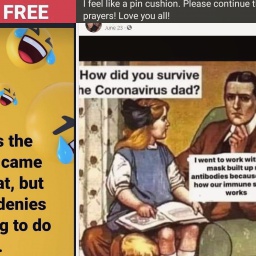 FREE
s the
came
at, but
denies
g to do
I feel like a pin cushion. Please continue t
prayers! Love you all!
June 23
How did you survive
he Coronavirus dad?
I went to work wit
mask built up
antibodies because
how our immune s
works